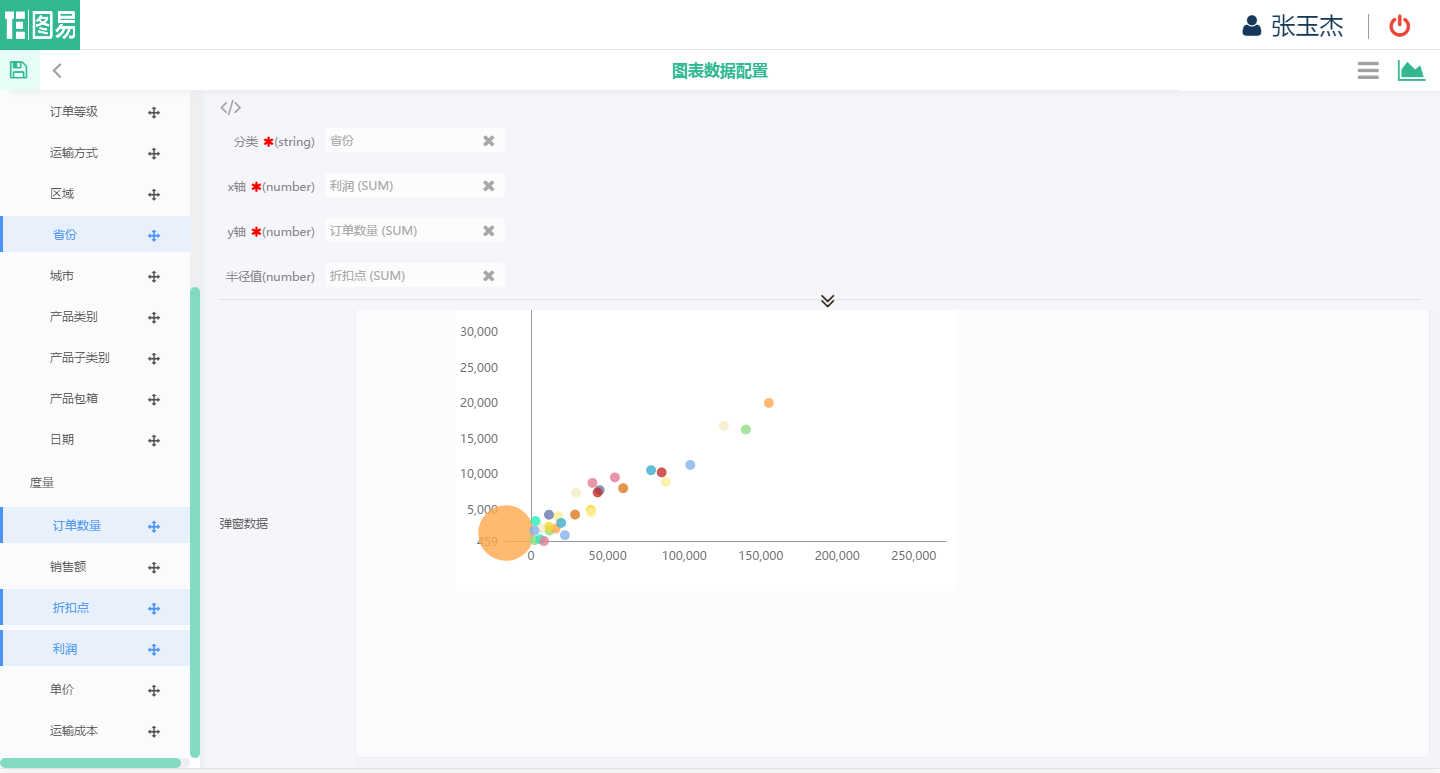 图易
张玉杰
图表数据配置
订单等级
运输方式
区域
省份
城市
产品类别
产品子类别
产品包箱
日期
度量
订单数量
销售额
折扣点
利润
单价
运输成本
</>
分类 ✱(string) 省份
x轴 ✱(number) 利润 (SUM)
y轴 ✱(number) 订单数量 (SUM)
半径值(number) 折扣点 (SUM)
弹窗数据
30,000
25,000
20,000
15,000
10,000
5,000
459
0 50,000 100,000 150,000 200,000 250,000